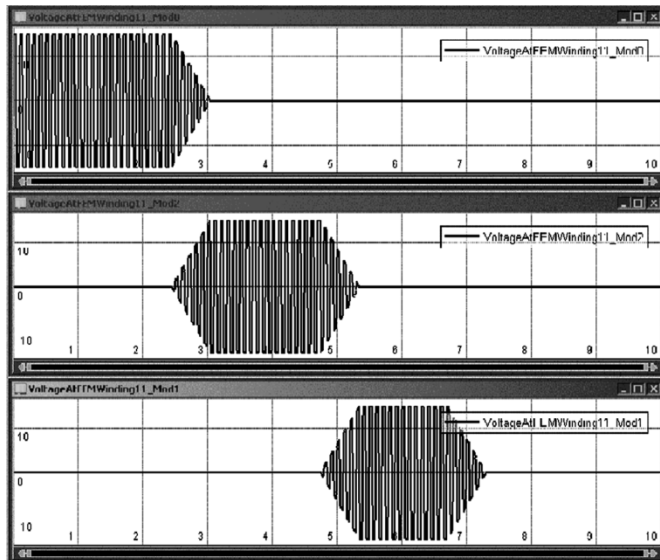 VoltageAtFEMWinding11_Mod0
VoltageAtFEMWinding11_Mod0
0
3 4 5 6 7 8 9 10
VoltageAtFEMWinding11_Mod2
VoltageAtFEMWinding11_Mod2
10
0
10
1 2 3 4 5 6 7 8 9 10
VoltageAtFEMWinding11_Mod1
VoltageAtFEMWinding11_Mod1
10
0
10
1 2 3 4 5 6 7 8 9 10